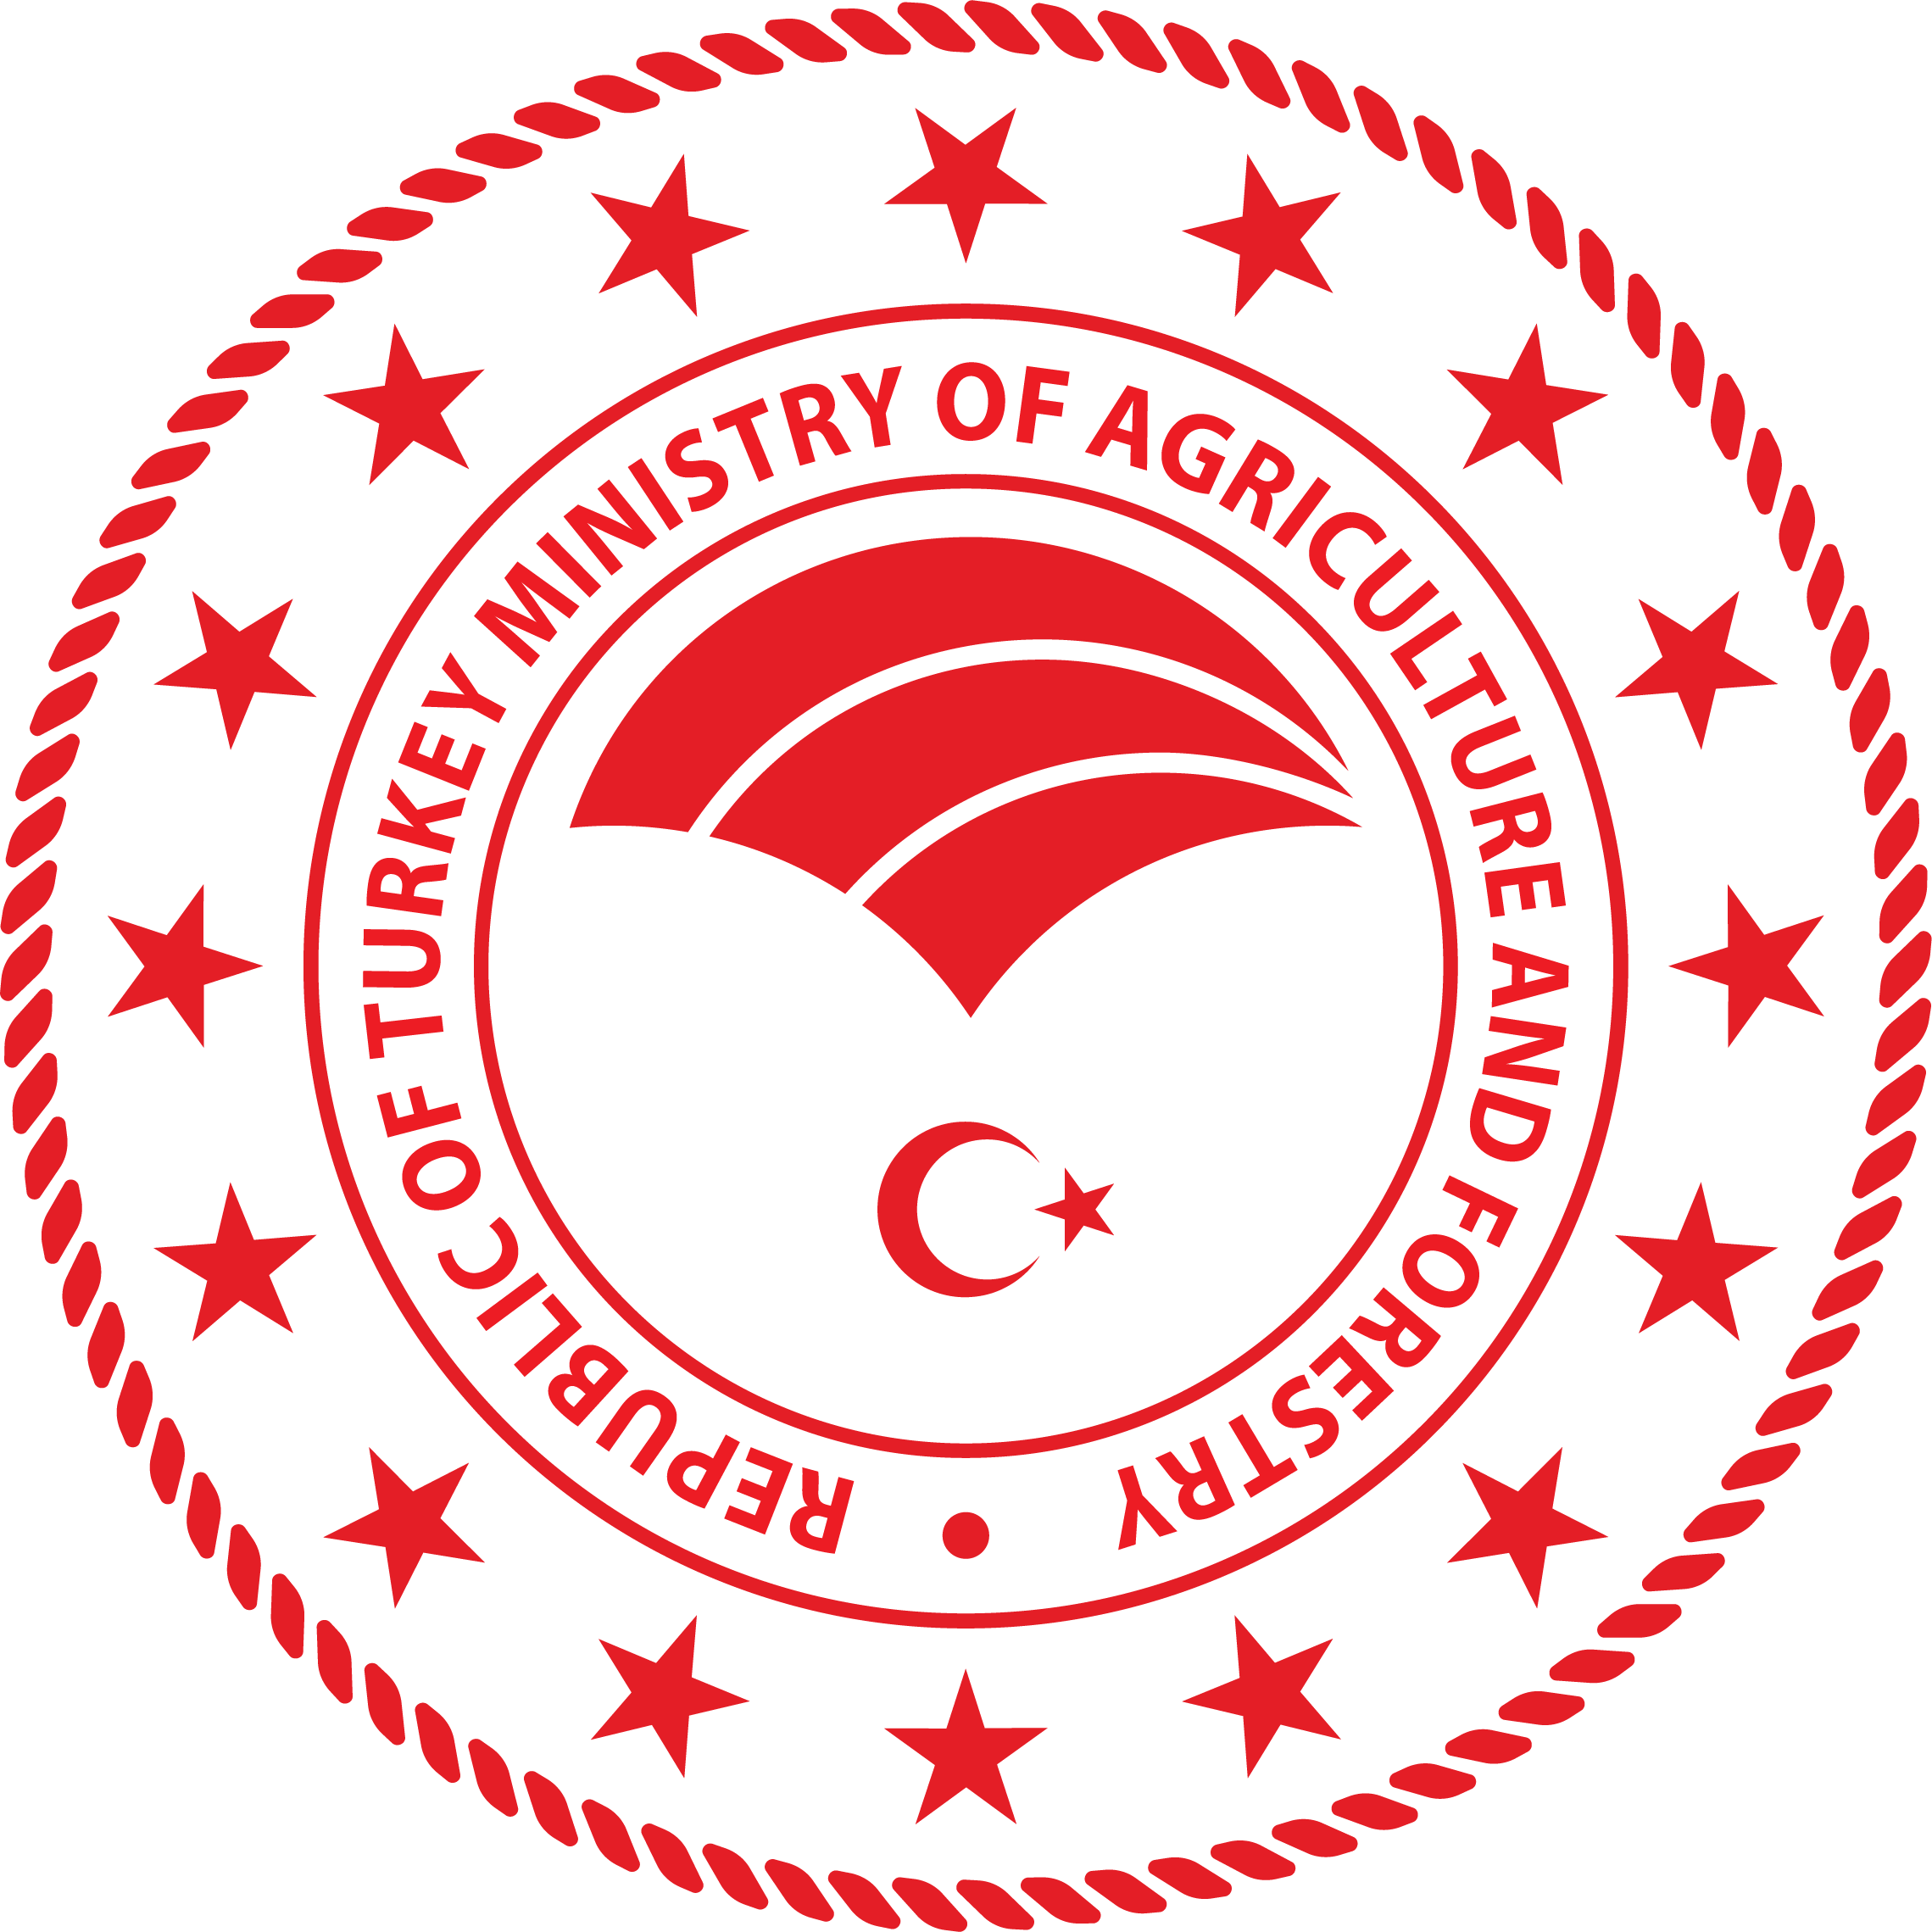 REPUBLIC OF TURKEY MINISTRY OF AGRICULTURE AND FORESTRY •